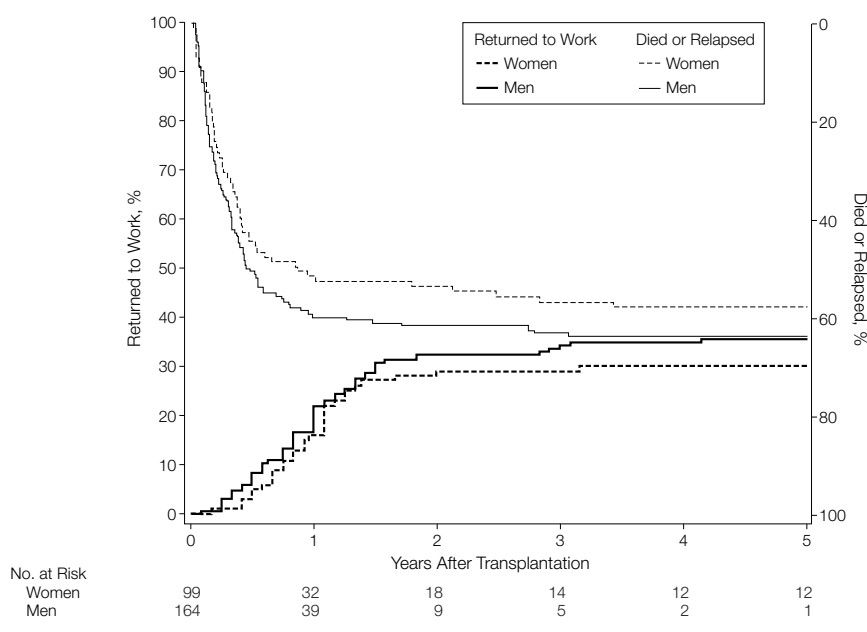 Returned to Work Died or Relapsed
Women Women
Men Men
Returned to Work, %
100
90
80
70
60
50
40
30
20
10
0
Died or Relapsed, %
0
20
40
60
80
100
0 1 2 3 4 5
Years After Transplantation
No. at Risk
Women 99 32 18 14 12 12
Men 164 39 9 5 2 1